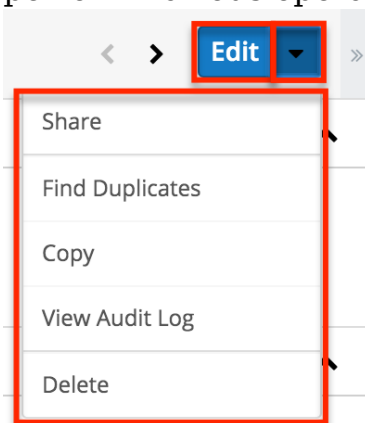 Edit
Share
Find Duplicates
Copy
View Audit Log
Delete